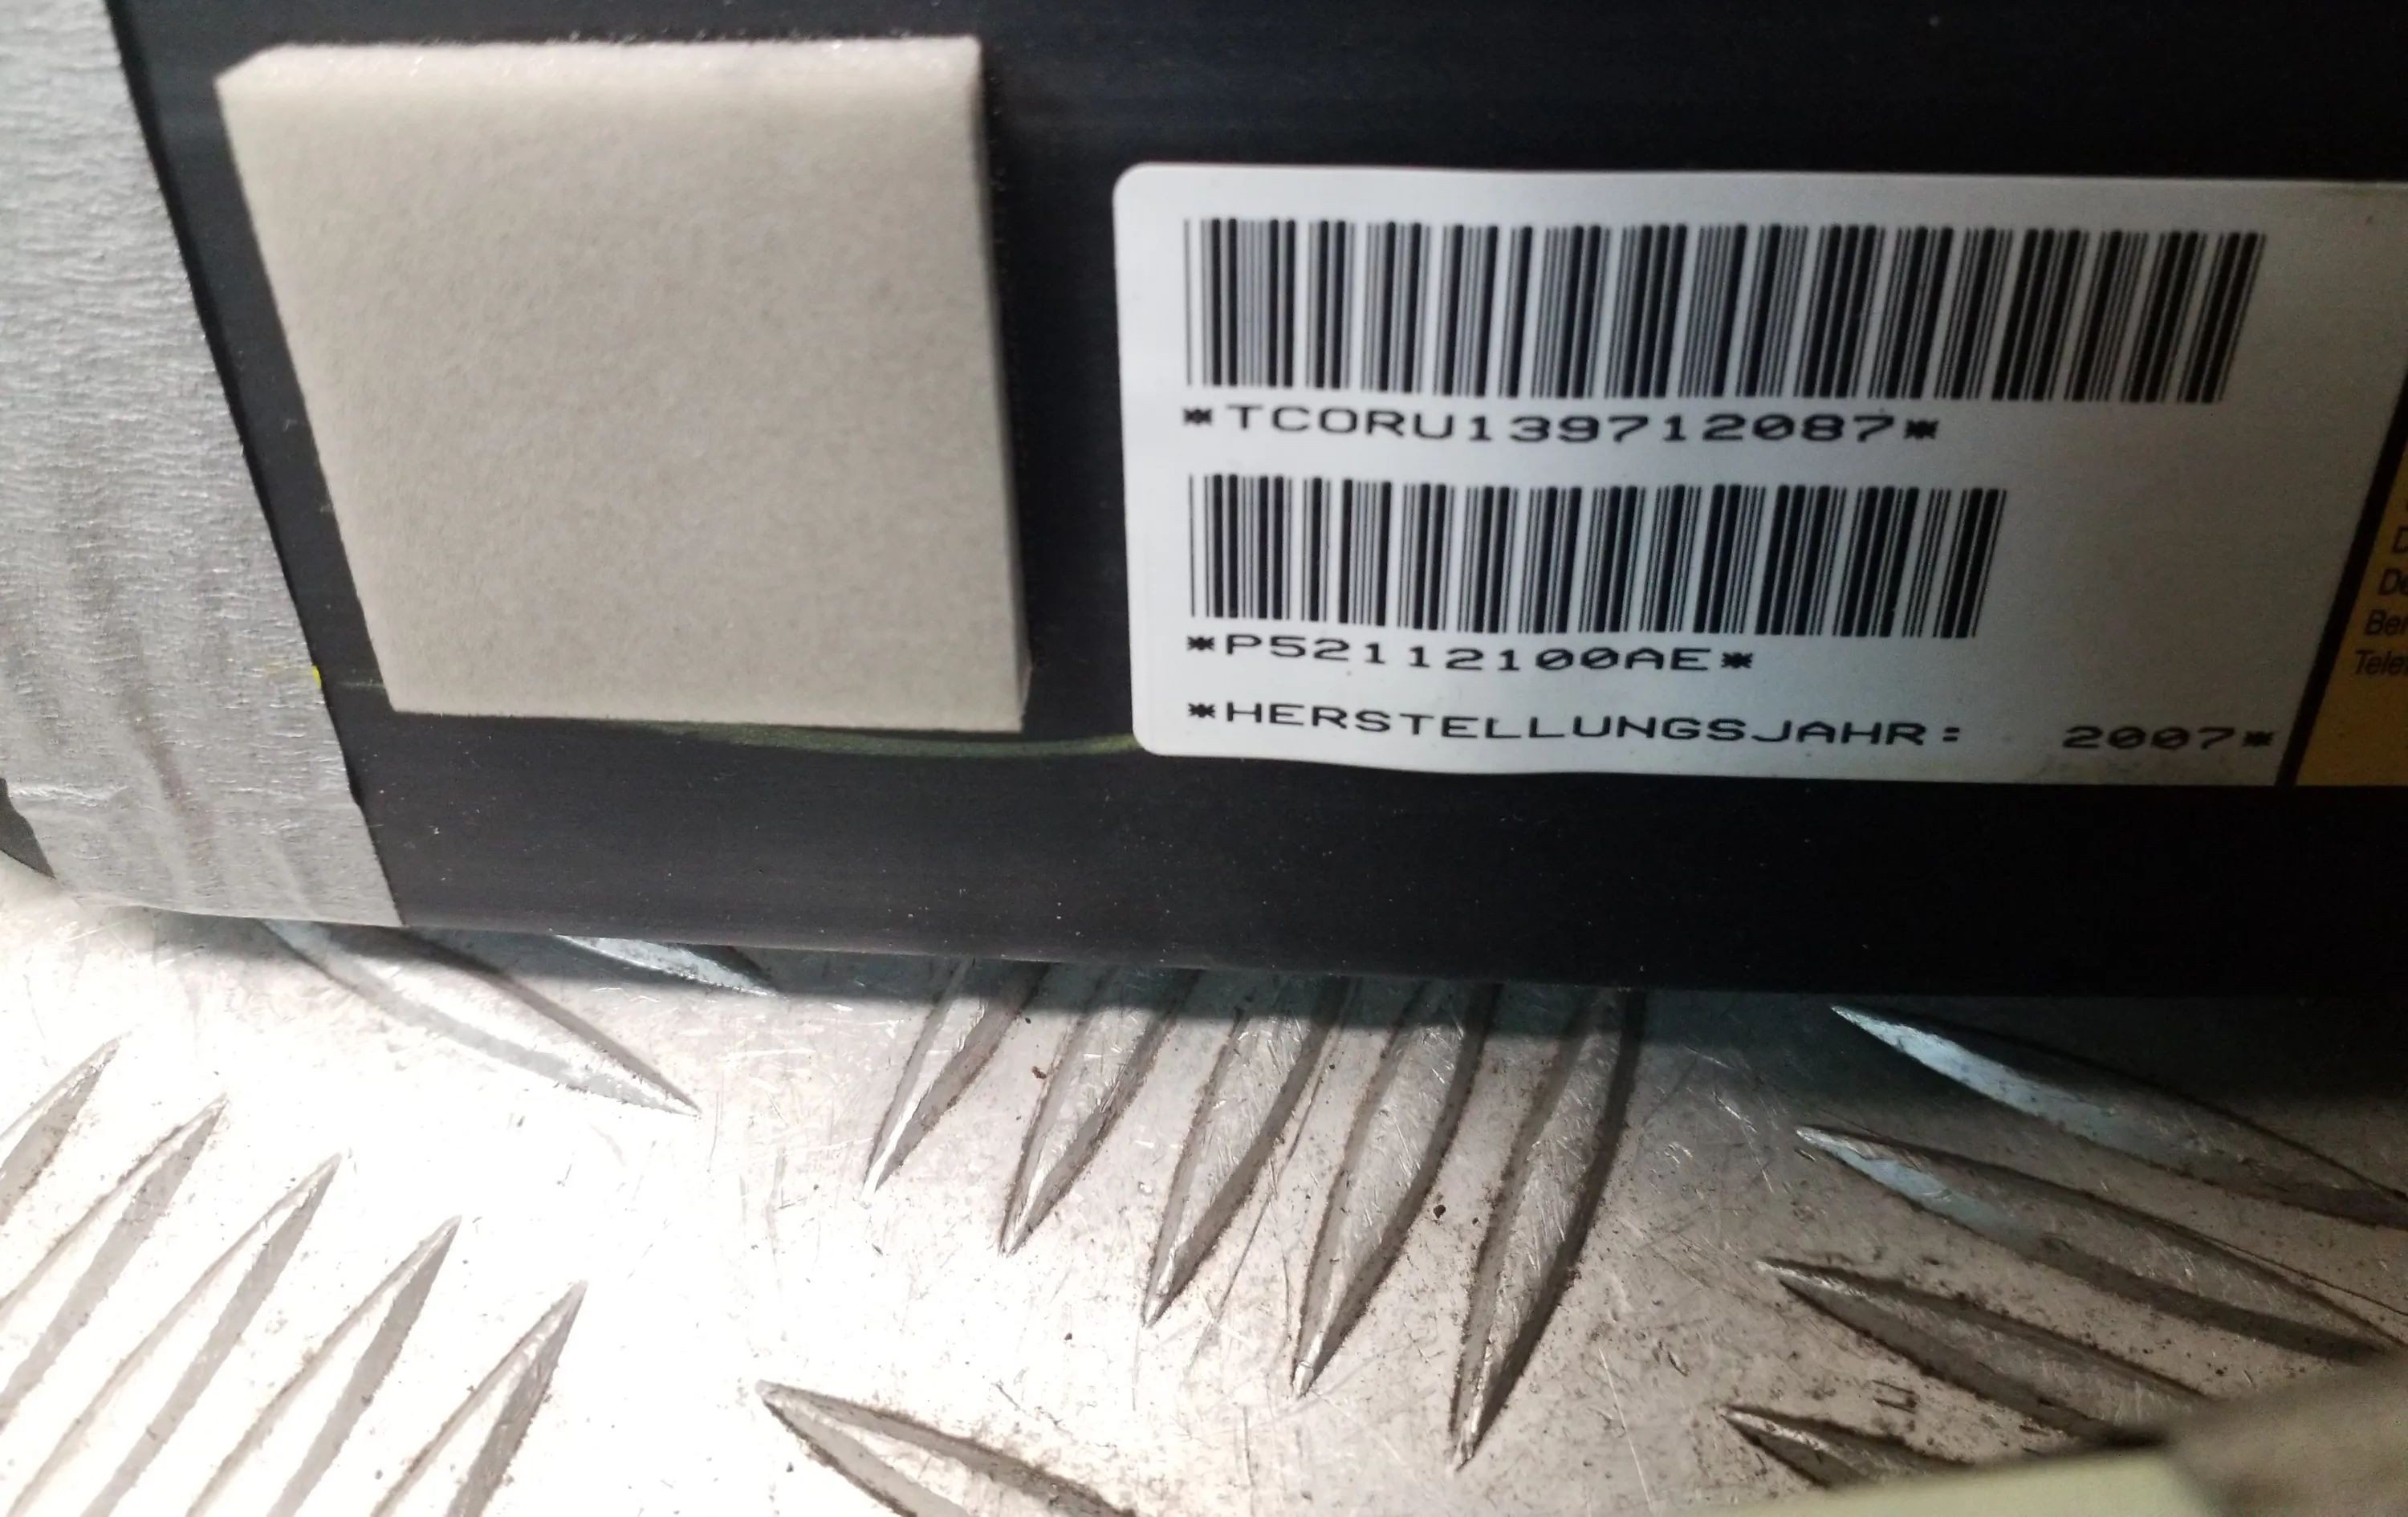 *TCORU139712087*
*P52112100AE*
*HERSTELLUNGSJAHR: 2007*